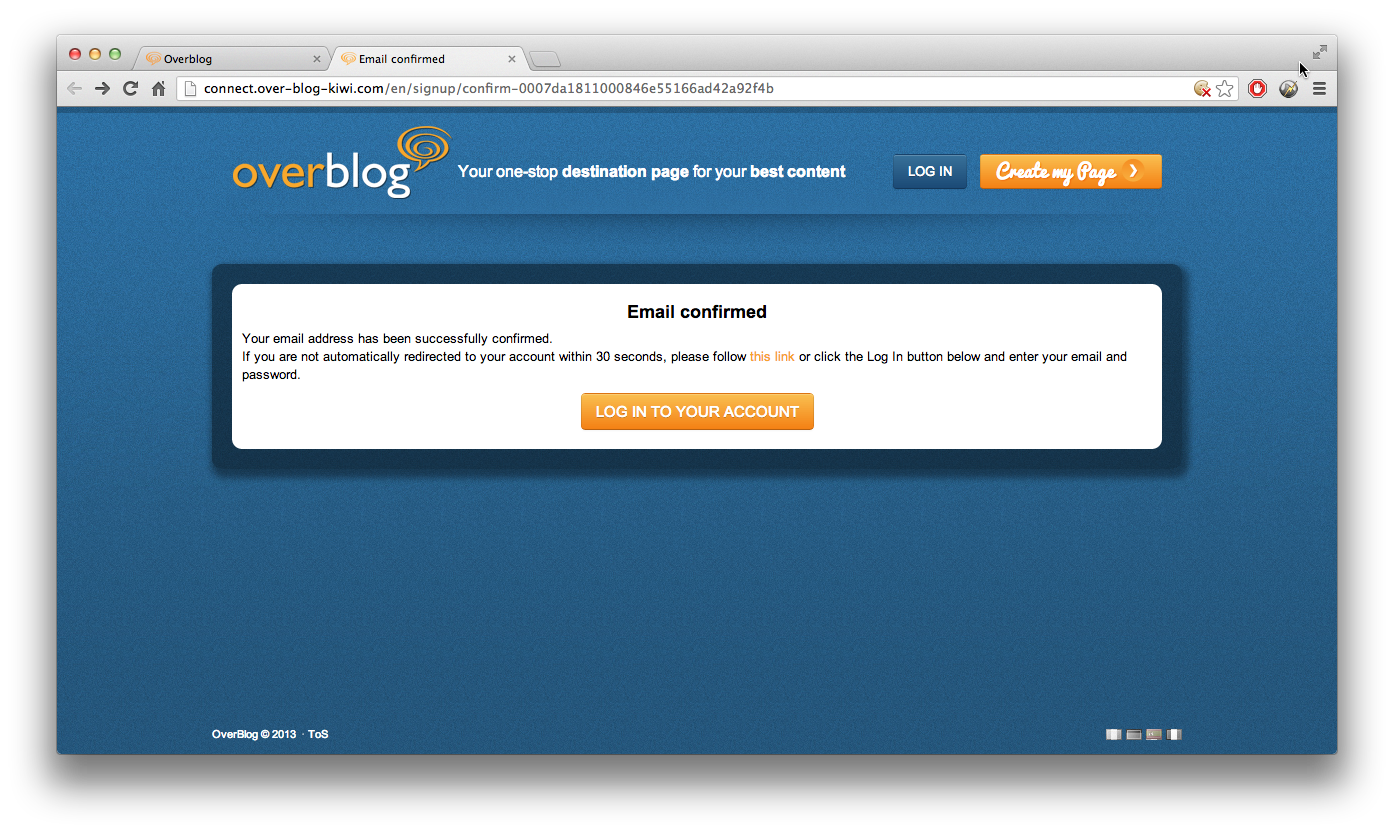 Overblog
Email confirmed
connect.over-blog-kiwi.com/en/signup/confirm-0007da1811000846e55166ad42a92f4b
overblog
Your one-stop destination page for your best content
LOG IN
Create my Page
Email confirmed
Your email address has been successfully confirmed.
If you are not automatically redirected to your account within 30 seconds, please follow this link or click the Log In button below and enter your email and
password.
LOG IN TO YOUR ACCOUNT
OverBlog © 2013 · ToS